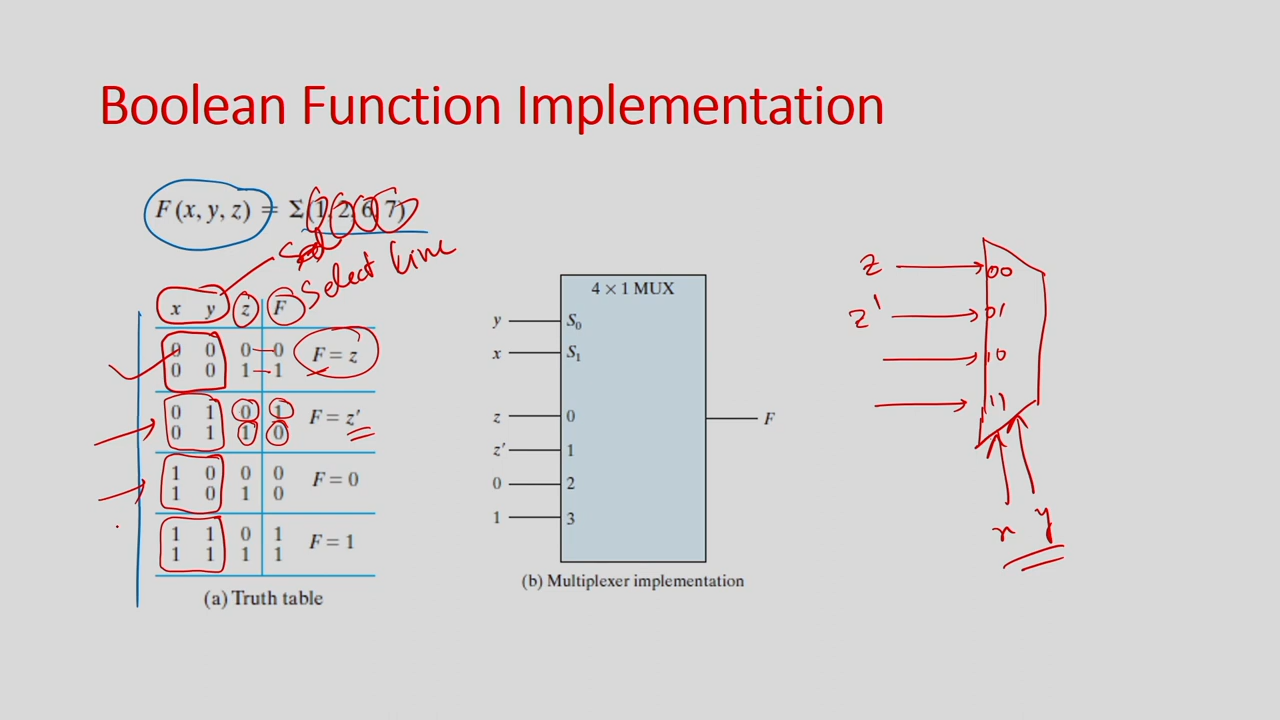 Boolean Function Implementation
F (x, y, z) = Σ(1, 2, 6, 7)
Select line
x y z F
0 0 0 0 F = z
0 0 1 1
0 1 0 1 F = z′
0 1 1 0
1 0 0 0 F = 0
1 0 1 0
1 1 0 1 F = 1
1 1 1 1
(a) Truth table
4 × 1 MUX
y S0
x S1
z 0
z′ 1
0 2
1 3
F
(b) Multiplexer implementation
z 00
z' 01
10
11
x y